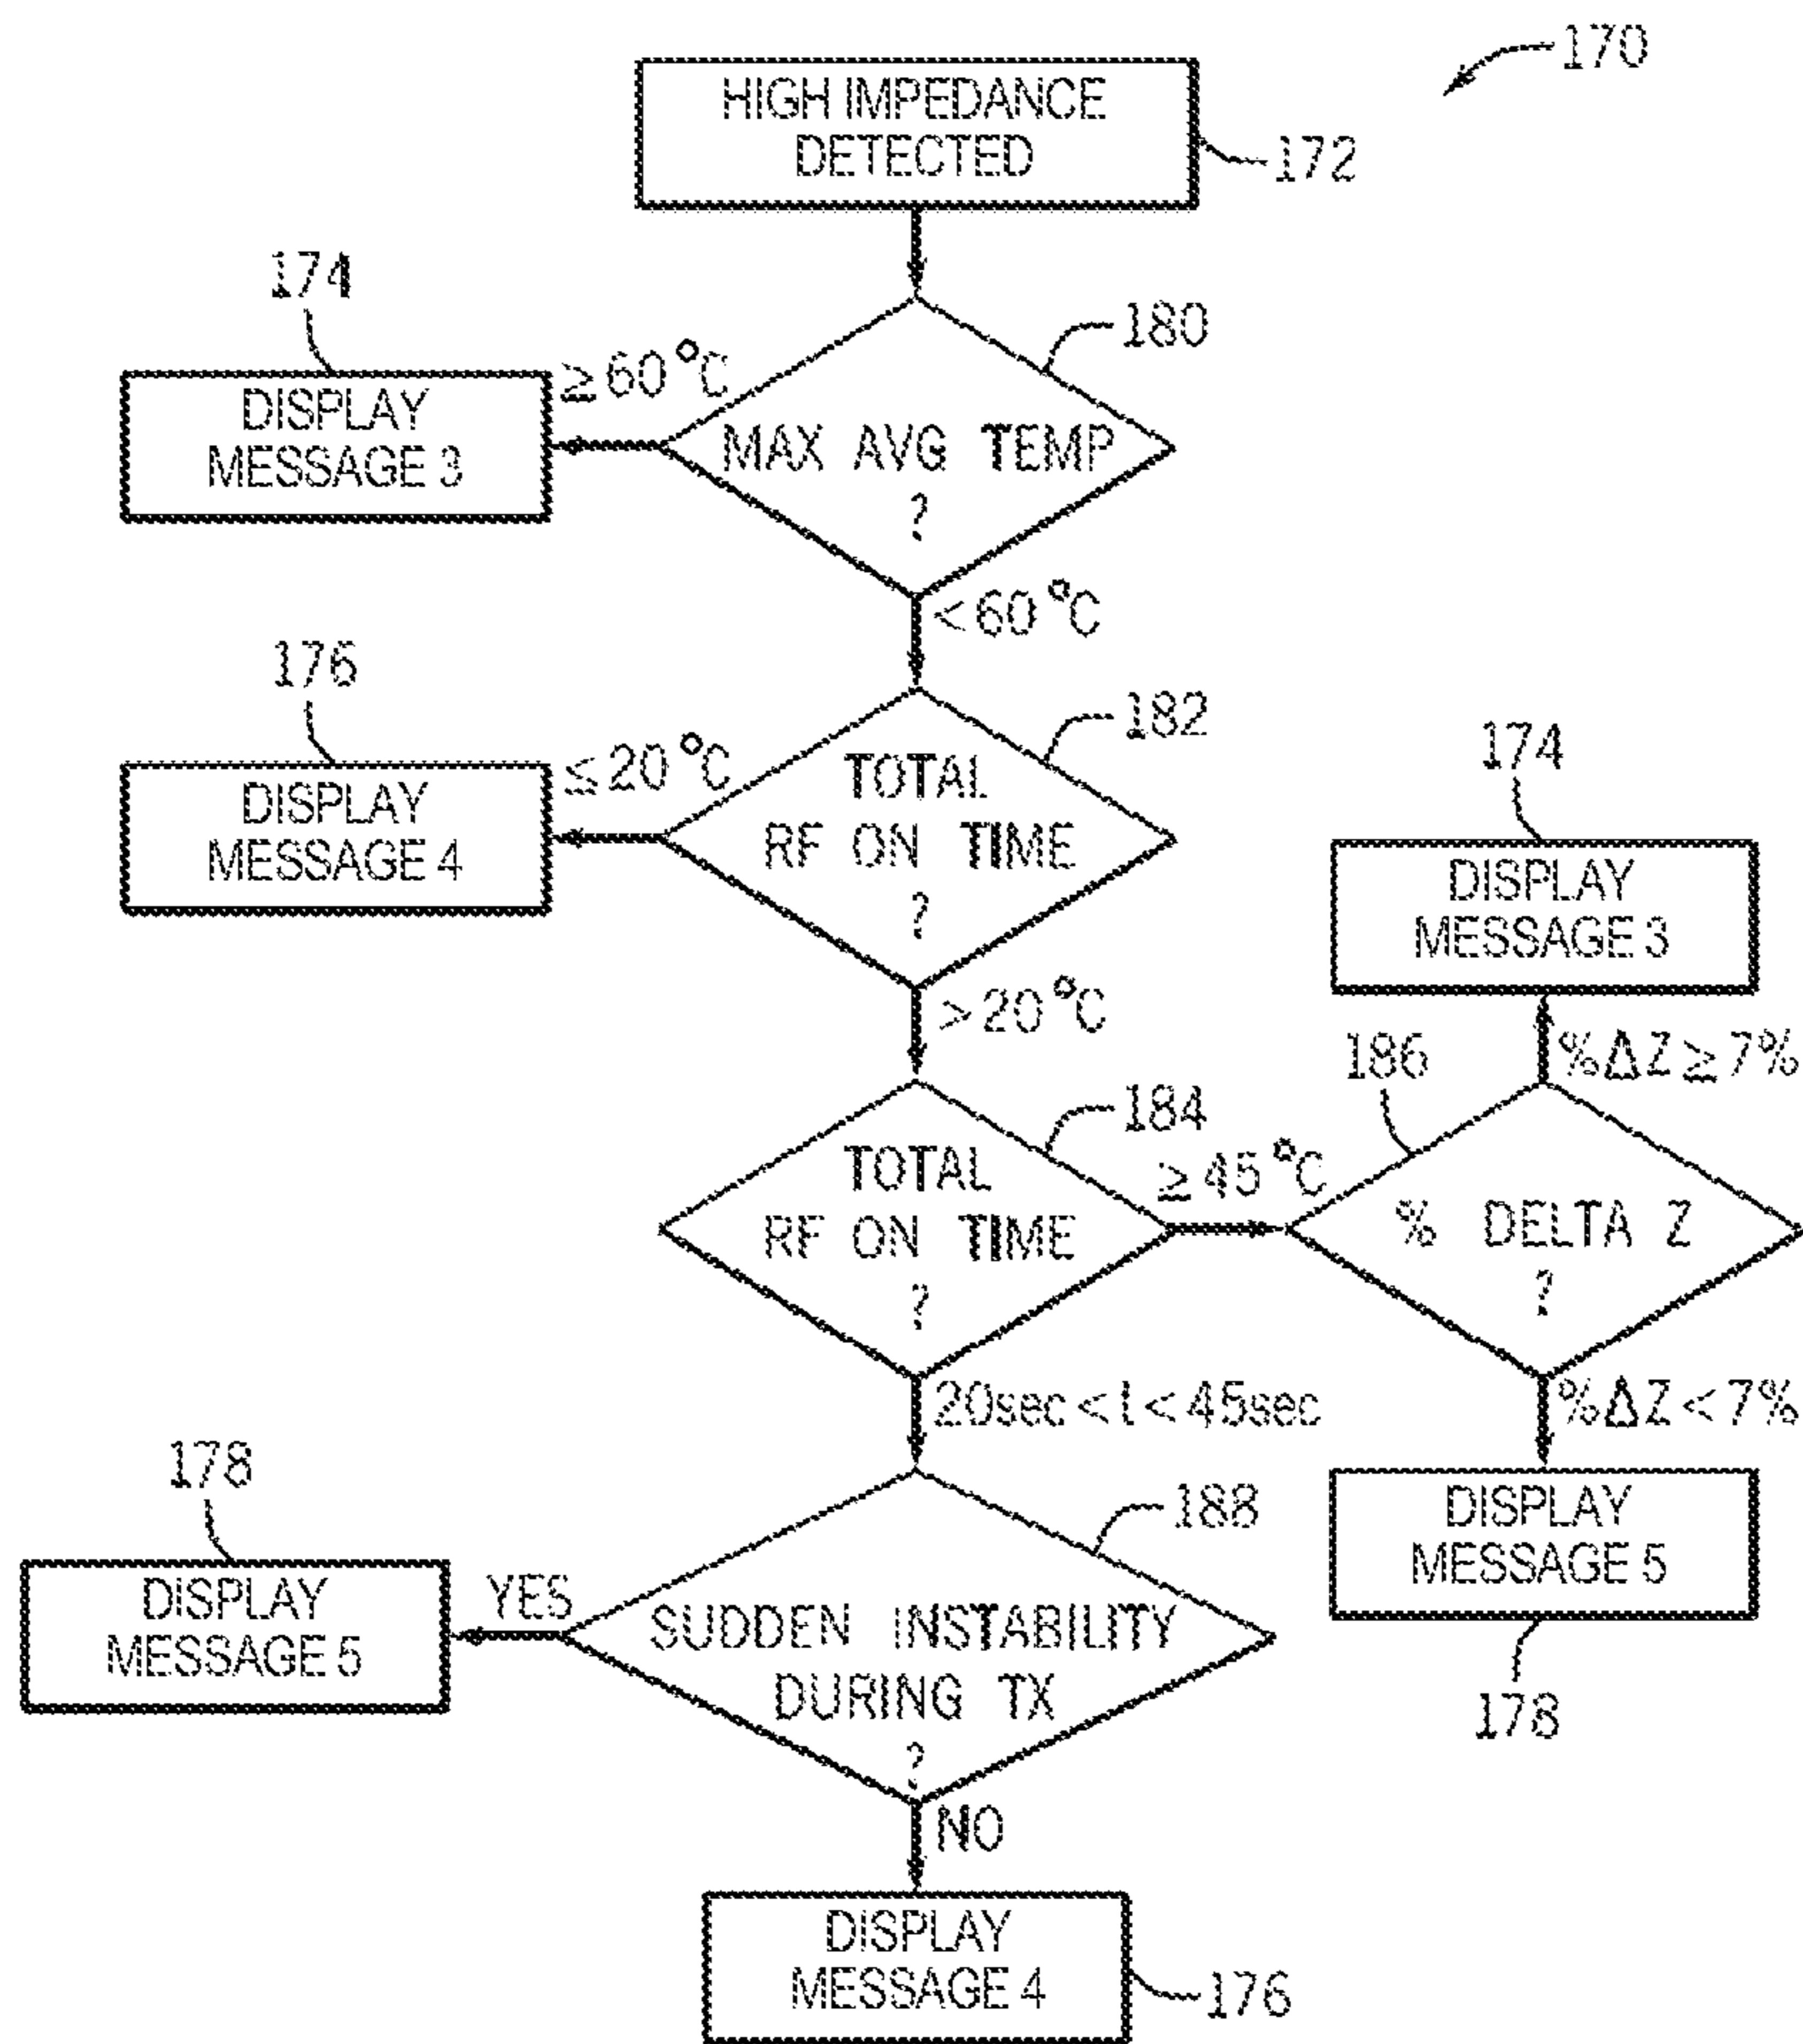 170
HIGH IMPEDANCE
DETECTED
172
174
180
≥60°C
DISPLAY
MESSAGE 3
MAX AVG TEMP
?
<60°C
176
182
≤20°C
DISPLAY
MESSAGE 4
TOTAL
RF ON TIME
?
174
DISPLAY
MESSAGE 3
>20°C
186
%ΔZ≥7%
184
≥45°C
TOTAL
RF ON TIME
?
% DELTA Z
?
20sec<t<45sec
%ΔZ<7%
178
188
DISPLAY
MESSAGE 5
YES
DISPLAY
MESSAGE 5
SUDDEN INSTABILITY
DURING TX
?
178
NO
DISPLAY
MESSAGE 4
176